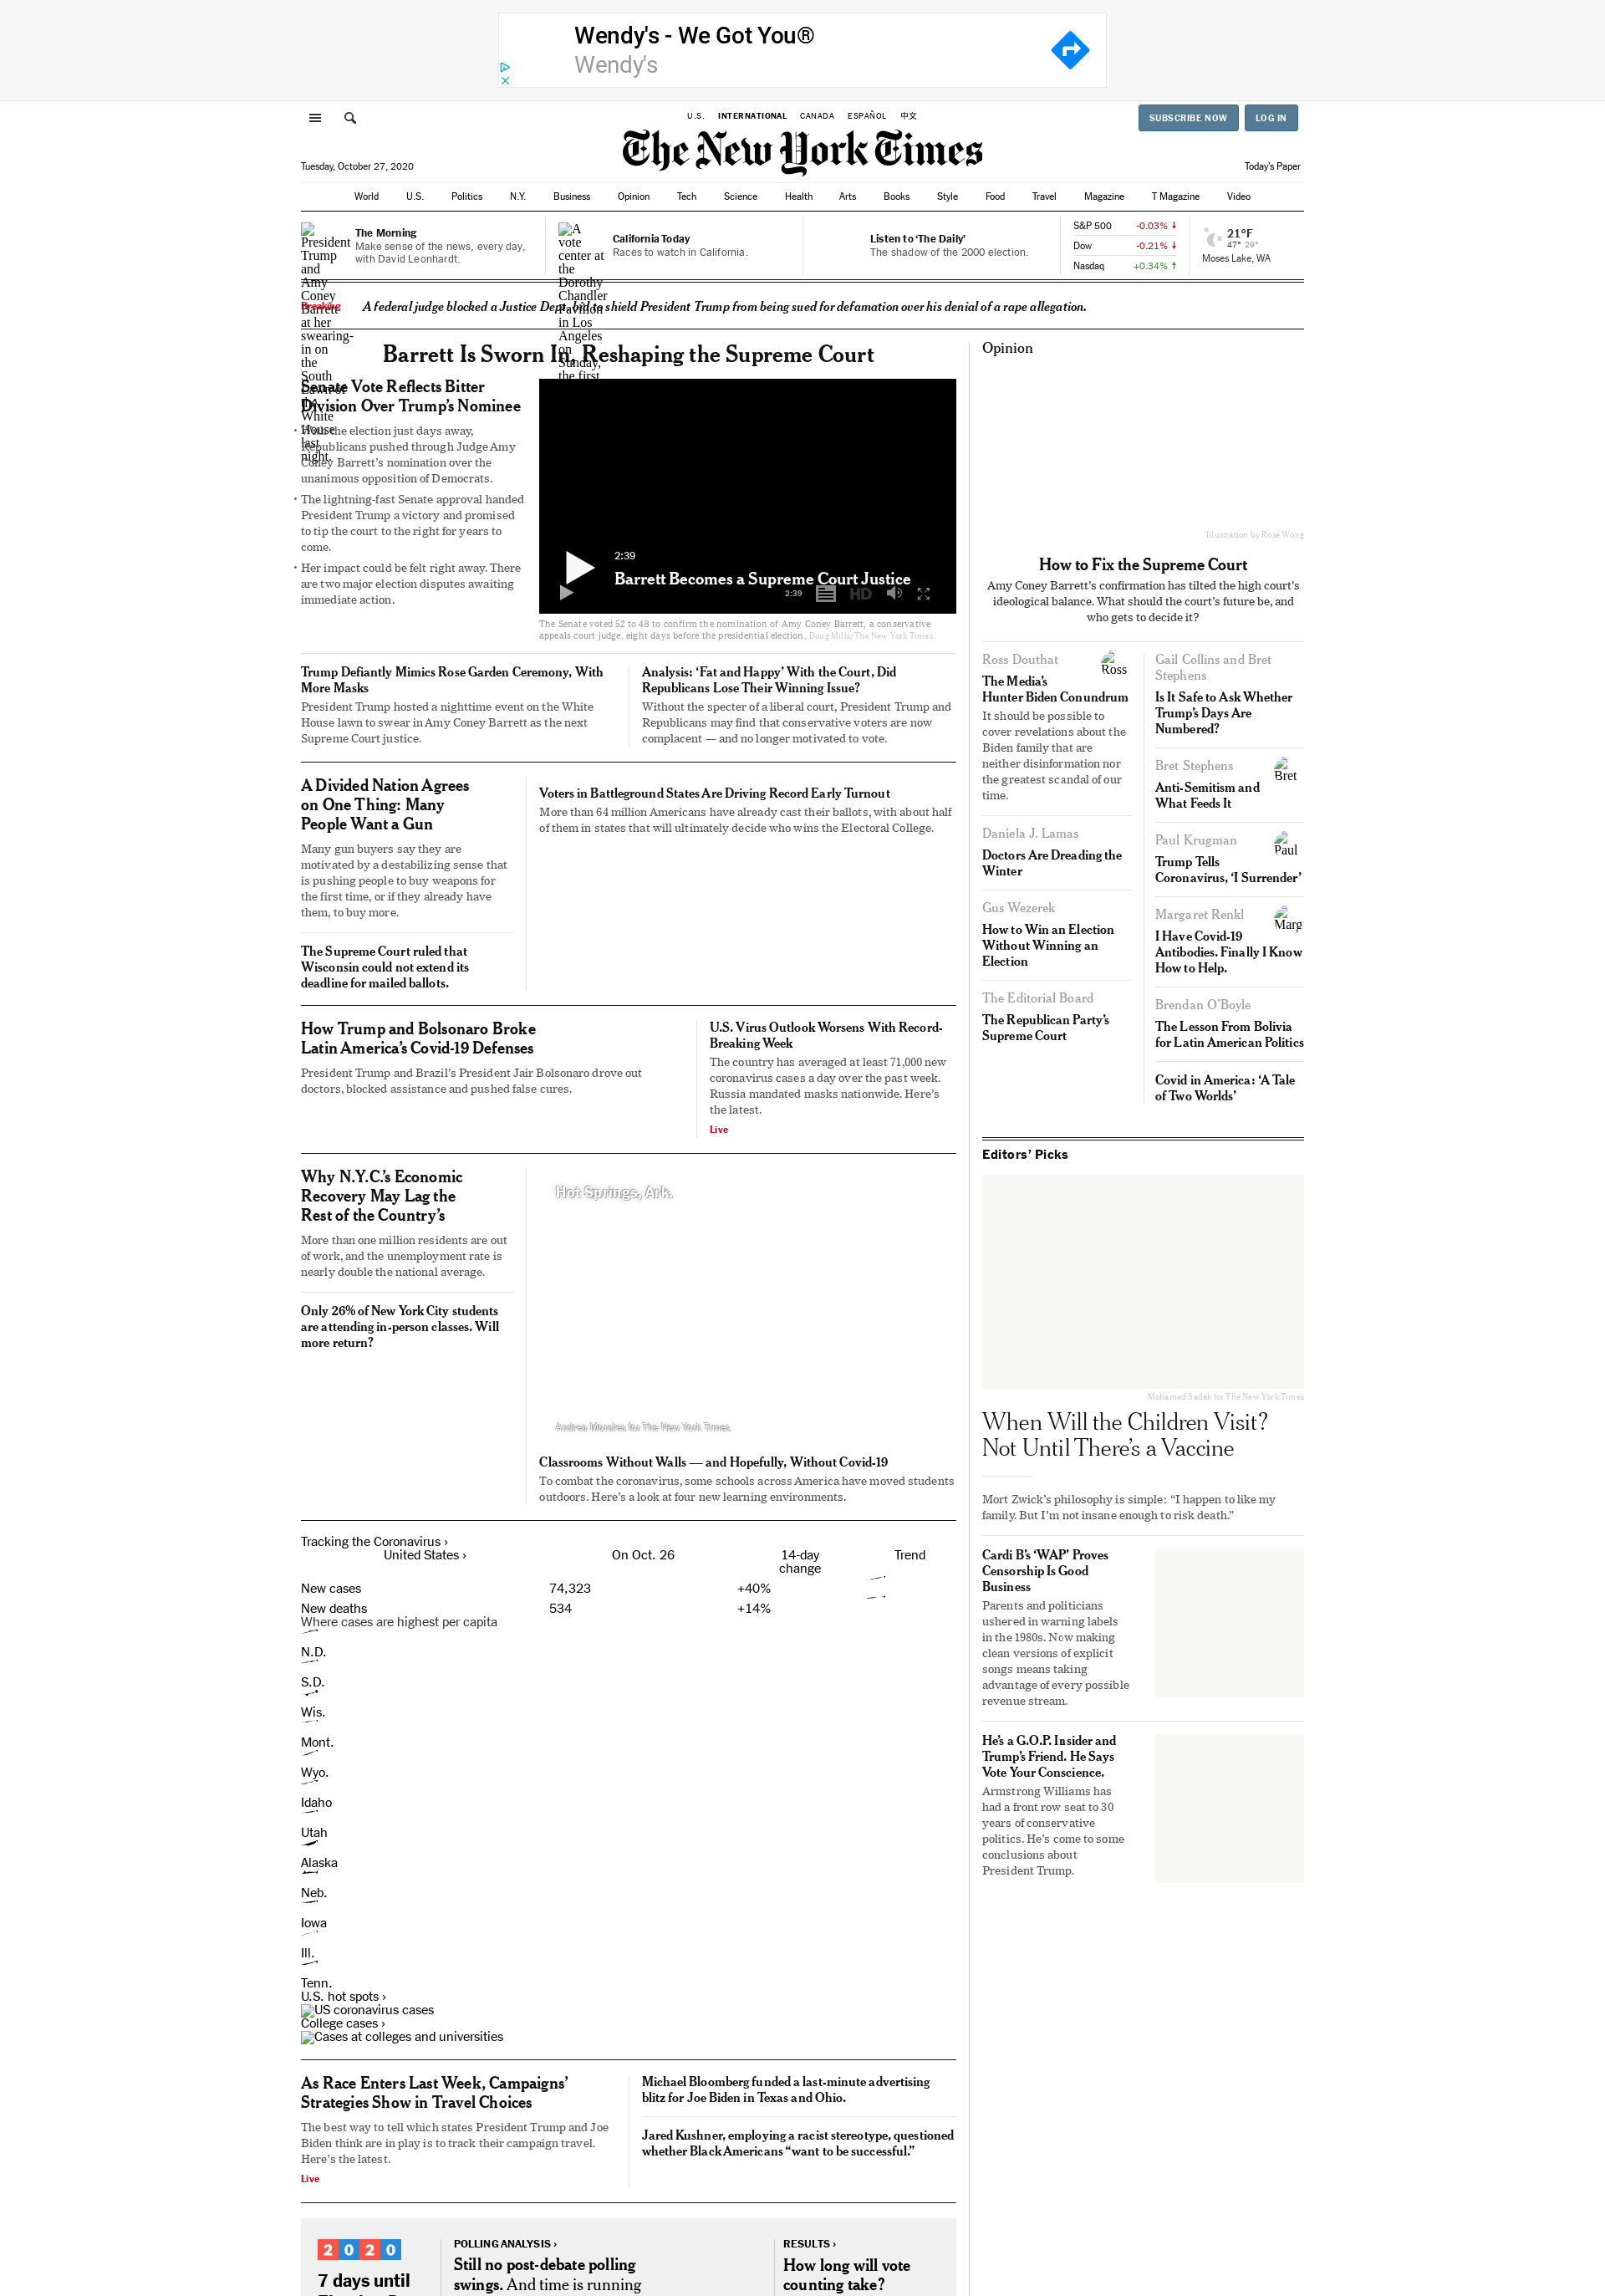 Wendy's - We Got You®
Wendy's
U.S. INTERNATIONAL CANADA ESPAÑOL 中文
SUBSCRIBE NOW LOG IN
The New York Times
Tuesday, October 27, 2020
Today's Paper
World U.S. Politics N.Y. Business Opinion Tech Science Health Arts Books Style Food Travel Magazine T Magazine Video
President Trump and Amy Coney Barrett at her swearing-in on the South Lawn of the White House last night.
The Morning
Make sense of the news, every day,
with David Leonhardt.
A vote center at the Dorothy Chandler Pavilion in Los Angeles on Sunday, the first
California Today
Races to watch in California.
Listen to ‘The Daily’
The shadow of the 2000 election.
S&P 500 -0.03%
Dow -0.21%
Nasdaq +0.34%
21°F
47° 29°
Moses Lake, WA
Breaking
A federal judge blocked a Justice Dept. bid to shield President Trump from being sued for defamation over his denial of a rape allegation.
Barrett Is Sworn In, Reshaping the Supreme Court
Senate Vote Reflects Bitter
Division Over Trump’s Nominee
• With the election just days away,
Republicans pushed through Judge Amy
Coney Barrett’s nomination over the
unanimous opposition of Democrats.
• The lightning-fast Senate approval handed
President Trump a victory and promised
to tip the court to the right for years to
come.
• Her impact could be felt right away. There
are two major election disputes awaiting
immediate action.
2:39
Barrett Becomes a Supreme Court Justice
2:39 HD
The Senate voted 52 to 48 to confirm the nomination of Amy Coney Barrett, a conservative
appeals court judge, eight days before the presidential election. Doug Mills/The New York Times
Trump Defiantly Mimics Rose Garden Ceremony, With
More Masks
President Trump hosted a nighttime event on the White
House lawn to swear in Amy Coney Barrett as the next
Supreme Court justice.
Analysis: ‘Fat and Happy’ With the Court, Did
Republicans Lose Their Winning Issue?
Without the specter of a liberal court, President Trump and
Republicans may find that conservative voters are now
complacent — and no longer motivated to vote.
A Divided Nation Agrees
on One Thing: Many
People Want a Gun
Many gun buyers say they are
motivated by a destabilizing sense that
is pushing people to buy weapons for
the first time, or if they already have
them, to buy more.
The Supreme Court ruled that
Wisconsin could not extend its
deadline for mailed ballots.
Voters in Battleground States Are Driving Record Early Turnout
More than 64 million Americans have already cast their ballots, with about half
of them in states that will ultimately decide who wins the Electoral College.
How Trump and Bolsonaro Broke
Latin America’s Covid-19 Defenses
President Trump and Brazil’s President Jair Bolsonaro drove out
doctors, blocked assistance and pushed false cures.
U.S. Virus Outlook Worsens With Record-
Breaking Week
The country has averaged at least 71,000 new
coronavirus cases a day over the past week.
Russia mandated masks nationwide. Here’s
the latest.
Live
Why N.Y.C.’s Economic
Recovery May Lag the
Rest of the Country’s
More than one million residents are out
of work, and the unemployment rate is
nearly double the national average.
Only 26% of New York City students
are attending in-person classes. Will
more return?
Hot Springs, Ark.
Andrea Morales for The New York Times
Classrooms Without Walls — and Hopefully, Without Covid-19
To combat the coronavirus, some schools across America have moved students
outdoors. Here’s a look at four new learning environments.
Tracking the Coronavirus ›
United States › On Oct. 26 14-day change Trend
New cases 74,323 +40%
New deaths 534 +14%
Where cases are highest per capita
N.D.
S.D.
Wis.
Mont.
Wyo.
Idaho
Utah
Alaska
Neb.
Iowa
Ill.
Tenn.
U.S. hot spots ›
US coronavirus cases
College cases ›
Cases at colleges and universities
As Race Enters Last Week, Campaigns’
Strategies Show in Travel Choices
The best way to tell which states President Trump and Joe
Biden think are in play is to track their campaign travel.
Here’s the latest.
Live
Michael Bloomberg funded a last-minute advertising
blitz for Joe Biden in Texas and Ohio.
Jared Kushner, employing a racist stereotype, questioned
whether Black Americans “want to be successful.”
2020
7 days until
POLLING ANALYSIS ›
Still no post-debate polling
swings. And time is running
RESULTS ›
How long will vote
counting take?
Opinion
Illustration by Rose Wong
How to Fix the Supreme Court
Amy Coney Barrett’s confirmation has tilted the high court’s
ideological balance. What should the court’s future be, and
who gets to decide it?
Ross Douthat
Ross
The Media’s
Hunter Biden Conundrum
It should be possible to
cover revelations about the
Biden family that are
neither disinformation nor
the greatest scandal of our
time.
Daniela J. Lamas
Doctors Are Dreading the
Winter
Gus Wezerek
How to Win an Election
Without Winning an
Election
The Editorial Board
The Republican Party’s
Supreme Court
Gail Collins and Bret
Stephens
Is It Safe to Ask Whether
Trump’s Days Are
Numbered?
Bret Stephens
Bret
Anti-Semitism and
What Feeds It
Paul Krugman
Paul
Trump Tells
Coronavirus, ‘I Surrender’
Margaret Renkl
Marg
I Have Covid-19
Antibodies. Finally I Know
How to Help.
Brendan O’Boyle
The Lesson From Bolivia
for Latin American Politics
Covid in America: ‘A Tale
of Two Worlds’
Editors’ Picks
Mohamed Sadek for The New York Times
When Will the Children Visit?
Not Until There’s a Vaccine
Mort Zwick’s philosophy is simple: “I happen to like my
family. But I’m not insane enough to risk death.”
Cardi B’s ‘WAP’ Proves
Censorship Is Good
Business
Parents and politicians
ushered in warning labels
in the 1980s. Now making
clean versions of explicit
songs means taking
advantage of every possible
revenue stream.
He’s a G.O.P. Insider and
Trump’s Friend. He Says
Vote Your Conscience.
Armstrong Williams has
had a front row seat to 30
years of conservative
politics. He’s come to some
conclusions about
President Trump.